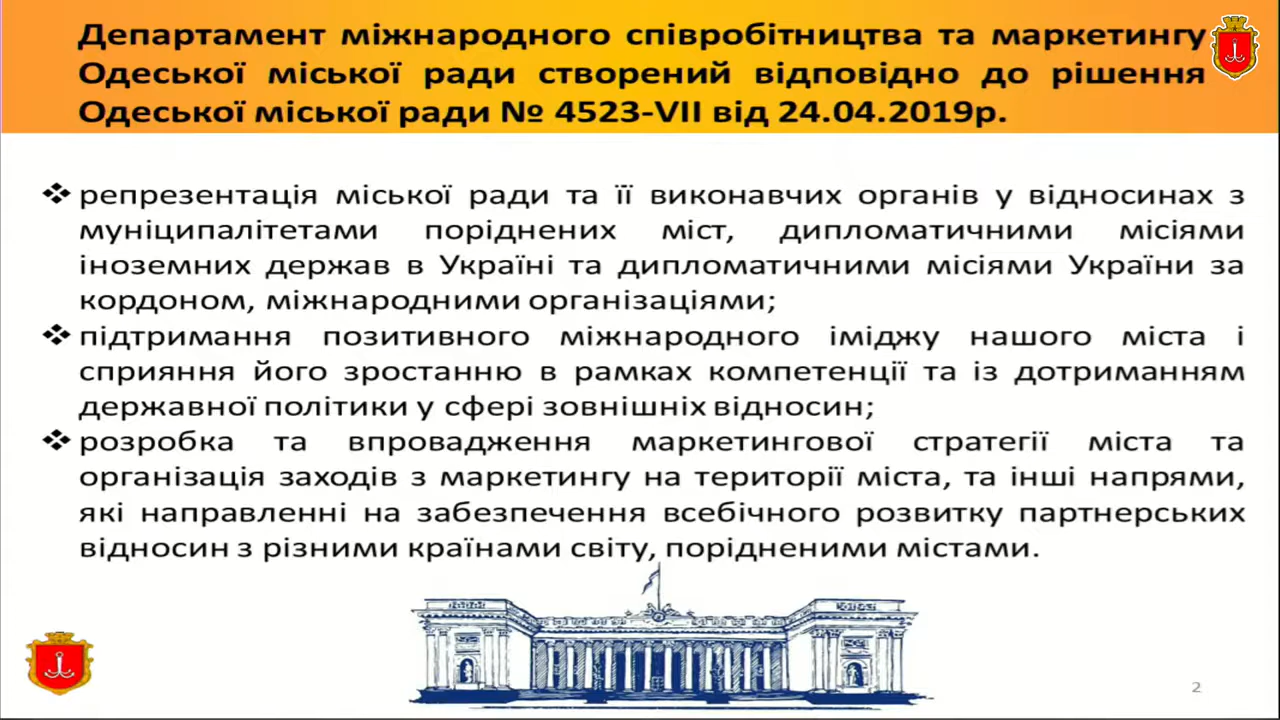 Департамент міжнародного співробітництва та маркетингу
Одеської міської ради створений відповідно до рішення
Одеської міської ради № 4523-VII від 24.04.2019р.
❖ репрезентація міської ради та її виконавчих органів у відносинах з
муніципалітетами поріднених міст, дипломатичними місіями
іноземних держав в Україні та дипломатичними місіями України за
кордоном, міжнародними організаціями;
❖ підтримання позитивного міжнародного іміджу нашого міста і
сприяння його зростанню в рамках компетенції та із дотриманням
державної політики у сфері зовнішніх відносин;
❖ розробка та впровадження маркетингової стратегії міста та
організація заходів з маркетингу на території міста, та інші напрями,
які направленні на забезпечення всебічного розвитку партнерських
відносин з різними країнами світу, порідненими містами.
2